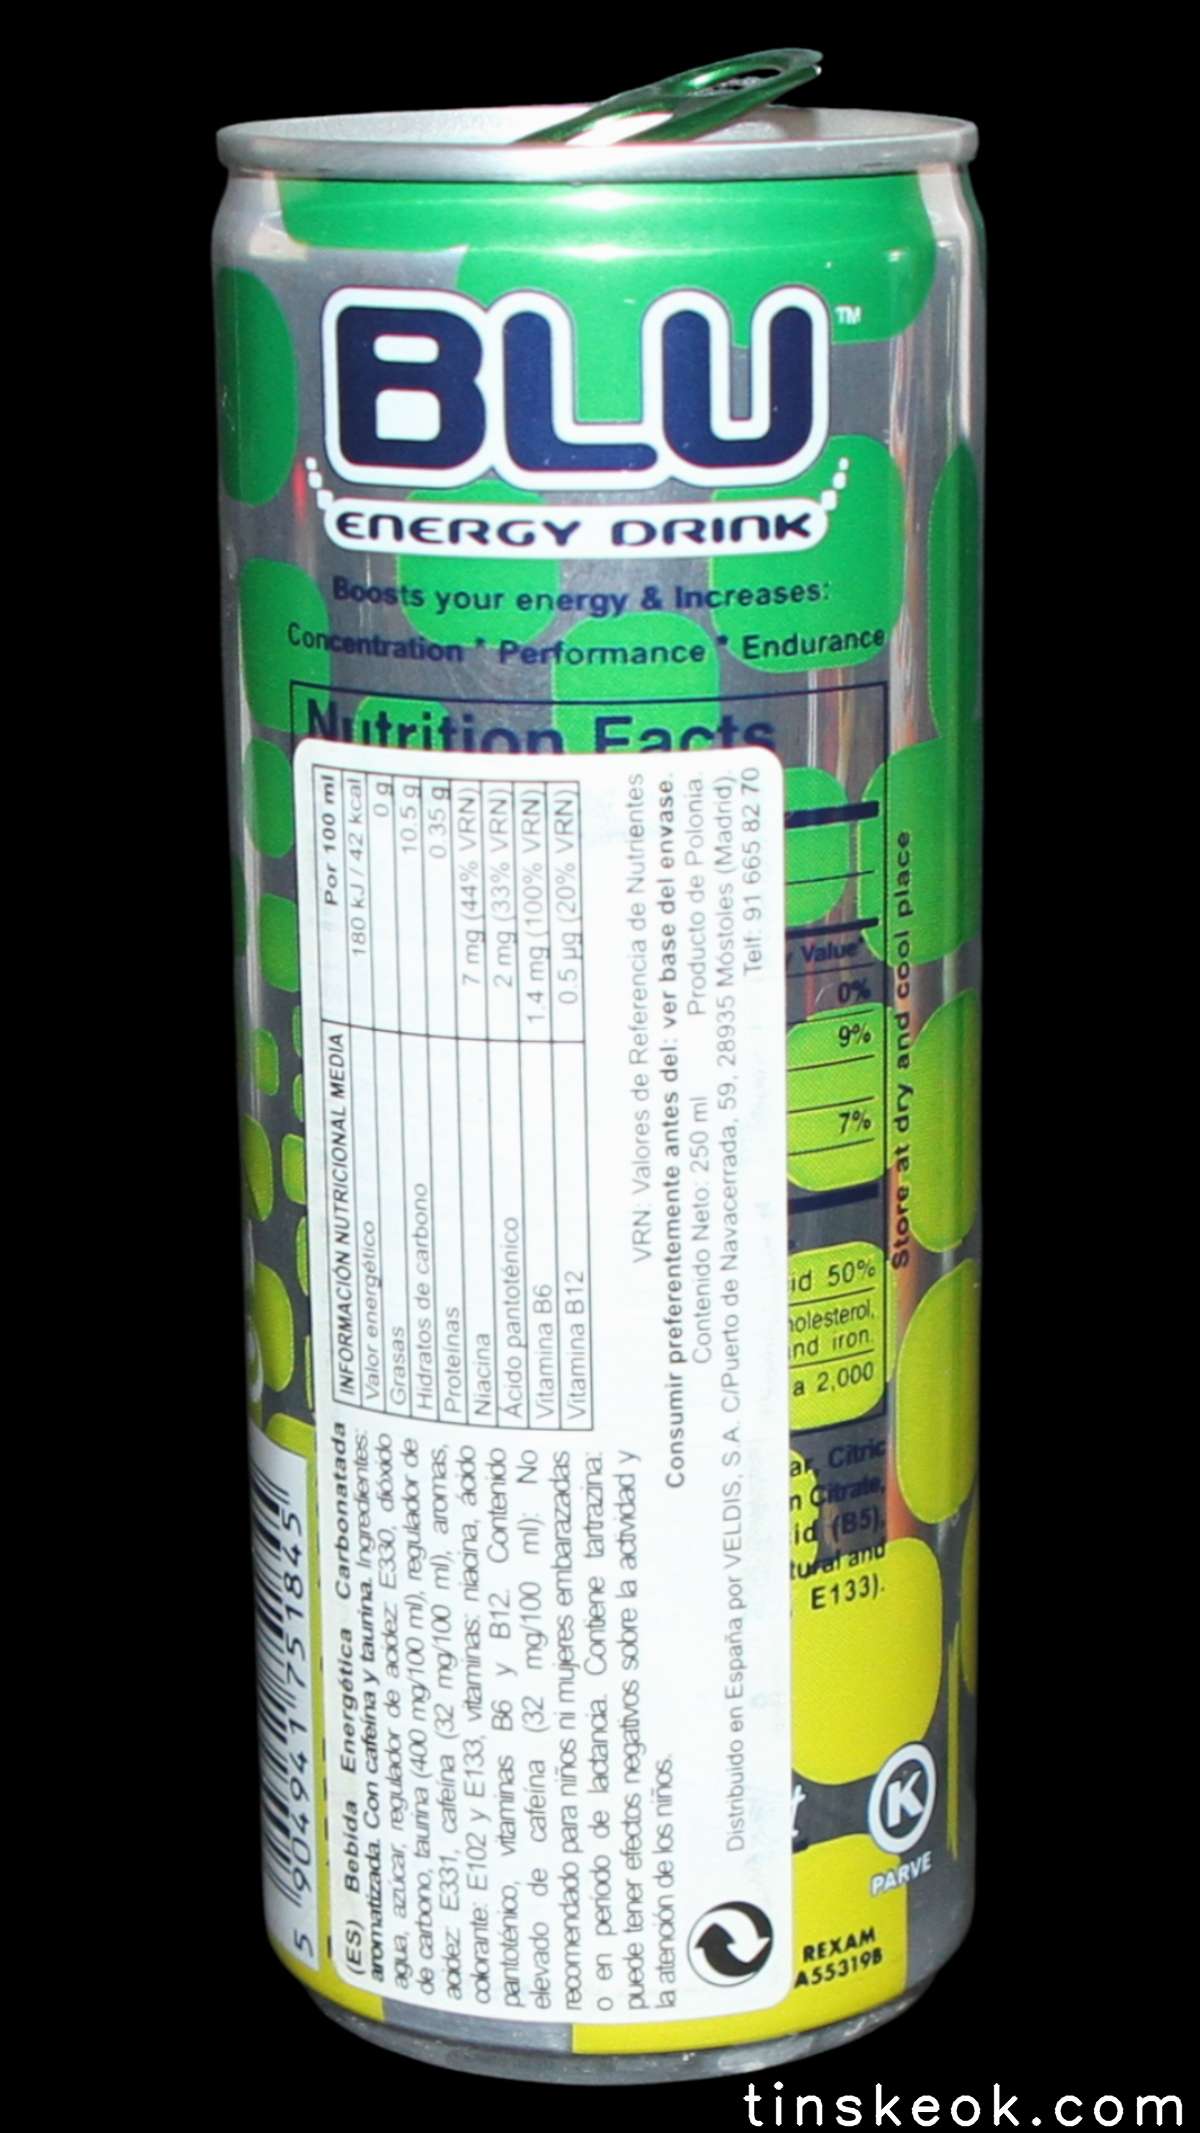 BLU™
ENERGY DRINK
Boosts your energy & Increases:
Concentration * Performance * Endurance
Nutrition Facts
INFORMACIÓN NUTRICIONAL MEDIA Por 100 ml
Valor energético 180 kJ / 42 kcal
Grasas 0 g
Hidratos de carbono 10.5 g
Proteínas 0.35 g
Niacina 7 mg (44% VRN)
Ácido pantoténico 2 mg (33% VRN)
Vitamina B6 1.4 mg (100% VRN)
Vitamina B12 0.5 µg (20% VRN)
VRN: Valores de Referencia de Nutrientes
Consumir preferentemente antes del: ver base del envase.
Contenido Neto: 250 ml Producto de Polonia.
Distribuido en España por VELDIS, S.A. C/Puerto de Navacerrada, 59, 28935 Móstoles (Madrid).
Telf: 91 665 82 70
(ES) Bebida Energética Carbonatada
aromatizada. Con cafeína y taurina. Ingredientes:
agua, azúcar, regulador de acidez: E330, dióxido
de carbono, taurina (400 mg/100 ml), regulador de
acidez: E331, cafeína (32 mg/100 ml), aromas,
colorante: E102 y E133, vitaminas: niacina, ácido
pantoténico, vitaminas B6 y B12. Contenido
elevado de cafeína (32 mg/100 ml): No
recomendado para niños ni mujeres embarazadas
o en período de lactancia. Contiene tartrazina:
puede tener efectos negativos sobre la actividad y
la atención de los niños.
Value*
0%
9%
7%
50%
iron.
a 2,000
Citric
Citrate,
(B5),
and
E133).
Store at dry and cool place
5 904941 751845
K
PARVE
REXAM
A55319B
tinskeok.com